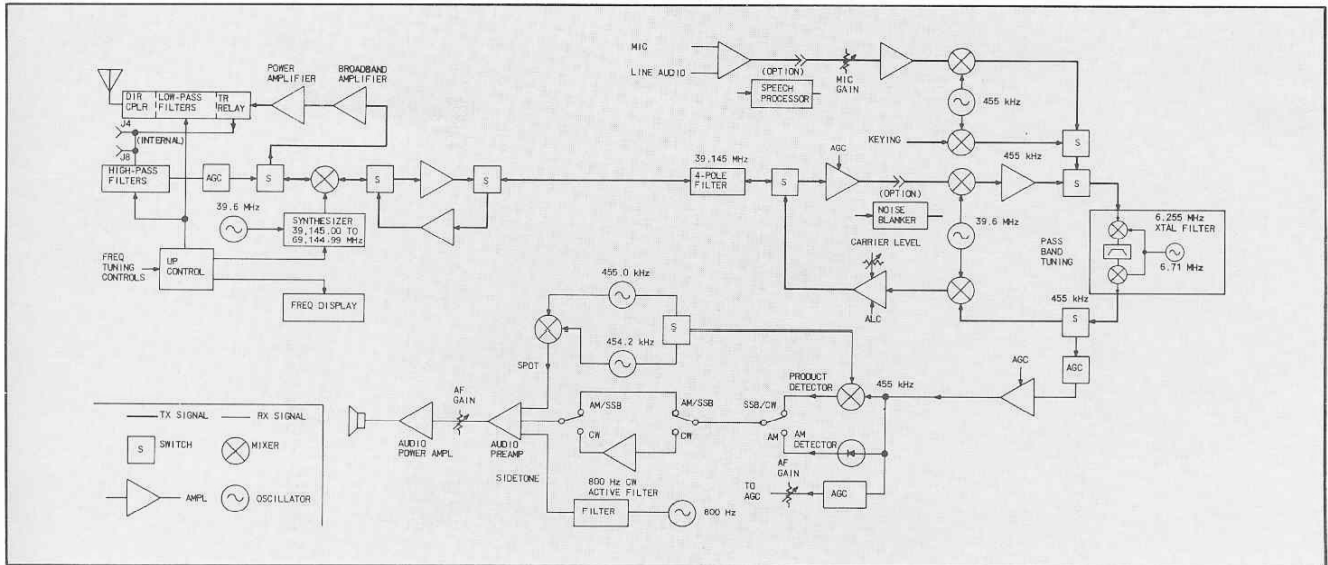 MIC
LINE AUDIO
(OPTION)
SPEECH
PROCESSOR
MIC
GAIN
455 kHz
KEYING
S
POWER
AMPLIFIER
BROADBAND
AMPLIFIER
DIR
CPLR
LOW-PASS
FILTERS
TR
RELAY
J4
(INTERNAL)
J8
HIGH-PASS
FILTERS
AGC
S
S
S
39.6 MHz
SYNTHESIZER
39,145.00 TO
69,144.99 MHz
FREQ
TUNING
CONTROLS
UP
CONTROL
FREQ DISPLAY
39.145 MHz
4-POLE
FILTER
S
AGC
(OPTION)
NOISE
BLANKER
455 kHz
S
39.6 MHz
CARRIER LEVEL
ALC
PASS
BAND
TUNING
6.255 MHz
XTAL FILTER
6.71 MHz
455 kHz
S
AGC
AGC
455.0 kHz
454.2 kHz
S
SPOT
PRODUCT
DETECTOR
455 kHz
AF
GAIN
AM/SSB
AM/SSB
SSB/CW
CW
CW
AM
AM
DETECTOR
AUDIO
POWER AMPL
AUDIO
PREAMP
SIDETONE
800 Hz CW
ACTIVE FILTER
FILTER
800 Hz
AF
GAIN
TO
AGC
AGC
TX SIGNAL
RX SIGNAL
S
SWITCH
MIXER
AMPL
OSCILLATOR